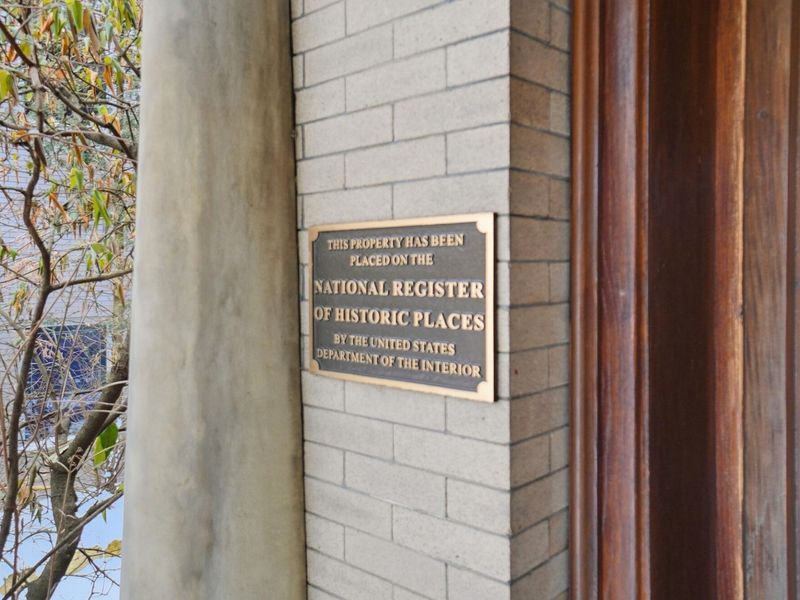 THIS PROPERTY HAS BEEN
PLACED ON THE
NATIONAL REGISTER
OF HISTORIC PLACES
BY THE UNITED STATES
DEPARTMENT OF THE INTERIOR